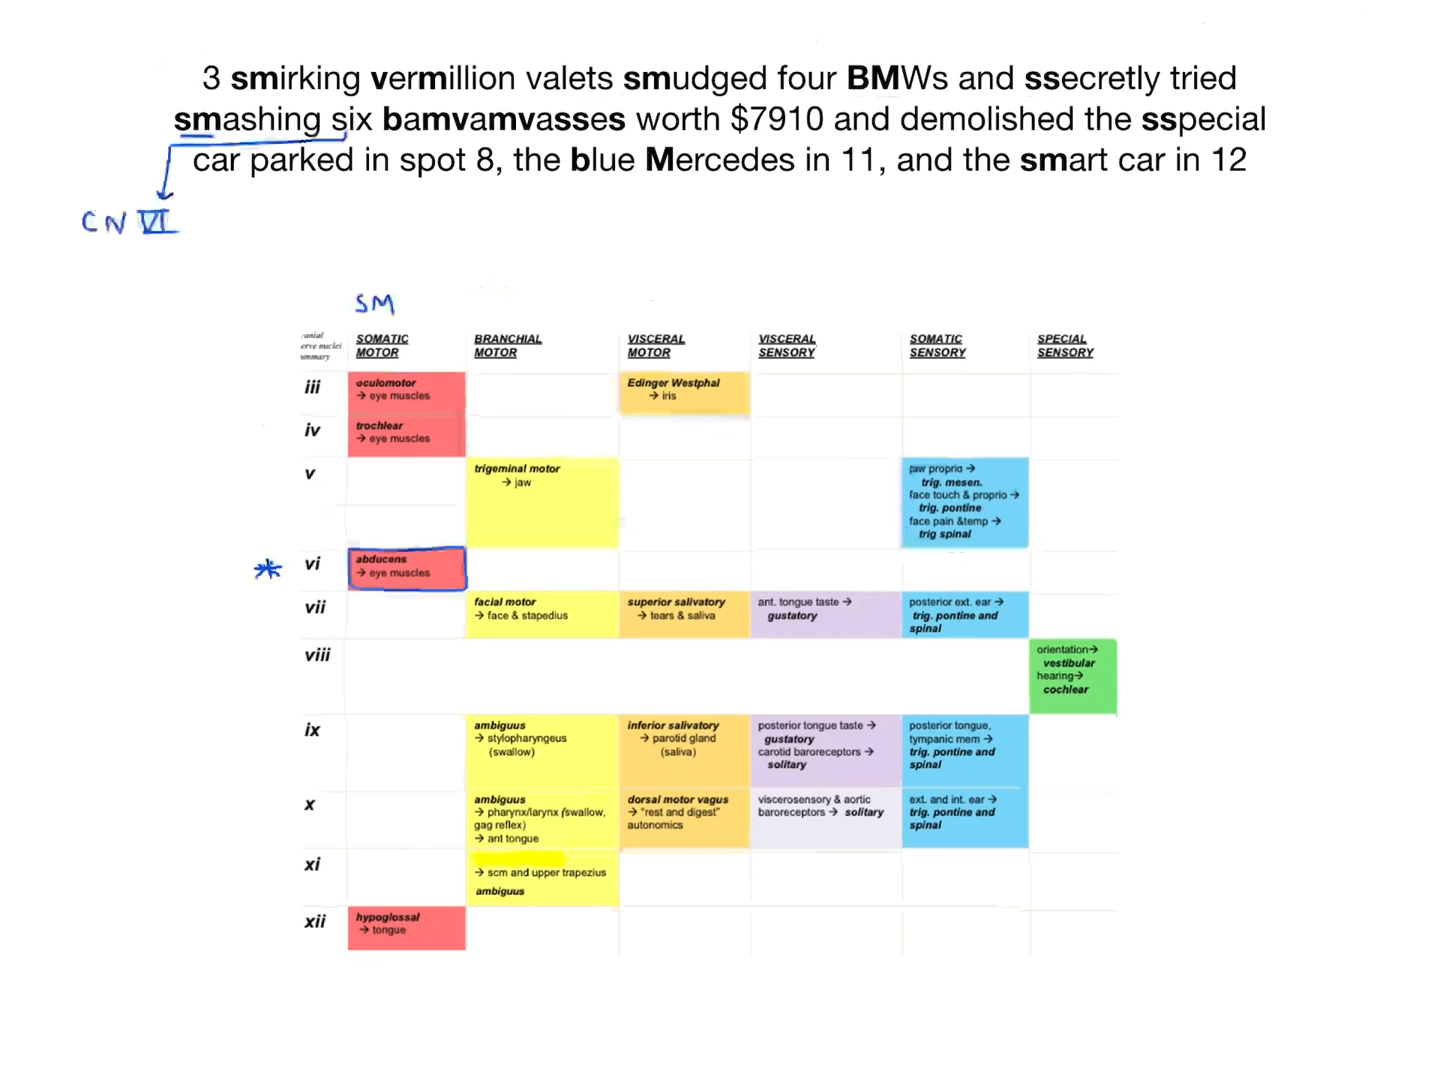 3 smirking vermillion valets smudged four BMWs and ssecretly tried
smashing six bamvamvasses worth $7910 and demolished the sspecial
car parked in spot 8, the blue Mercedes in 11, and the smart car in 12
CN VI
SM
SOMATIC MOTOR
BRANCHIAL MOTOR
VISCERAL MOTOR
VISCERAL SENSORY
SOMATIC SENSORY
SPECIAL SENSORY
iii
oculomotor
→ eye muscles
Edinger Westphal
→ iris
iv
trochlear
→ eye muscles
v
trigeminal motor
→ jaw
jaw proprio →
trig. mesen.
face touch & proprio →
trig. pontine
face pain &temp →
trig spinal
*
vi
abducens
→ eye muscles
vii
facial motor
→ face & stapedius
superior salivatory
→ tears & saliva
ant. tongue taste →
gustatory
posterior ext. ear →
trig. pontine and
spinal
viii
orientation→
vestibular
hearing→
cochlear
ix
ambiguus
→ stylopharyngeus
(swallow)
inferior salivatory
→ parotid gland
(saliva)
posterior tongue taste →
gustatory
carotid baroreceptors →
solitary
posterior tongue,
tympanic mem →
trig. pontine and
spinal
x
ambiguus
→ pharynx/larynx (swallow,
gag reflex)
→ ant tongue
dorsal motor vagus
→ "rest and digest"
autonomics
viscerosensory & aortic
baroreceptors → solitary
ext. and int. ear →
trig. pontine and
spinal
xi
→ scm and upper trapezius
ambiguus
xii
hypoglossal
→ tongue